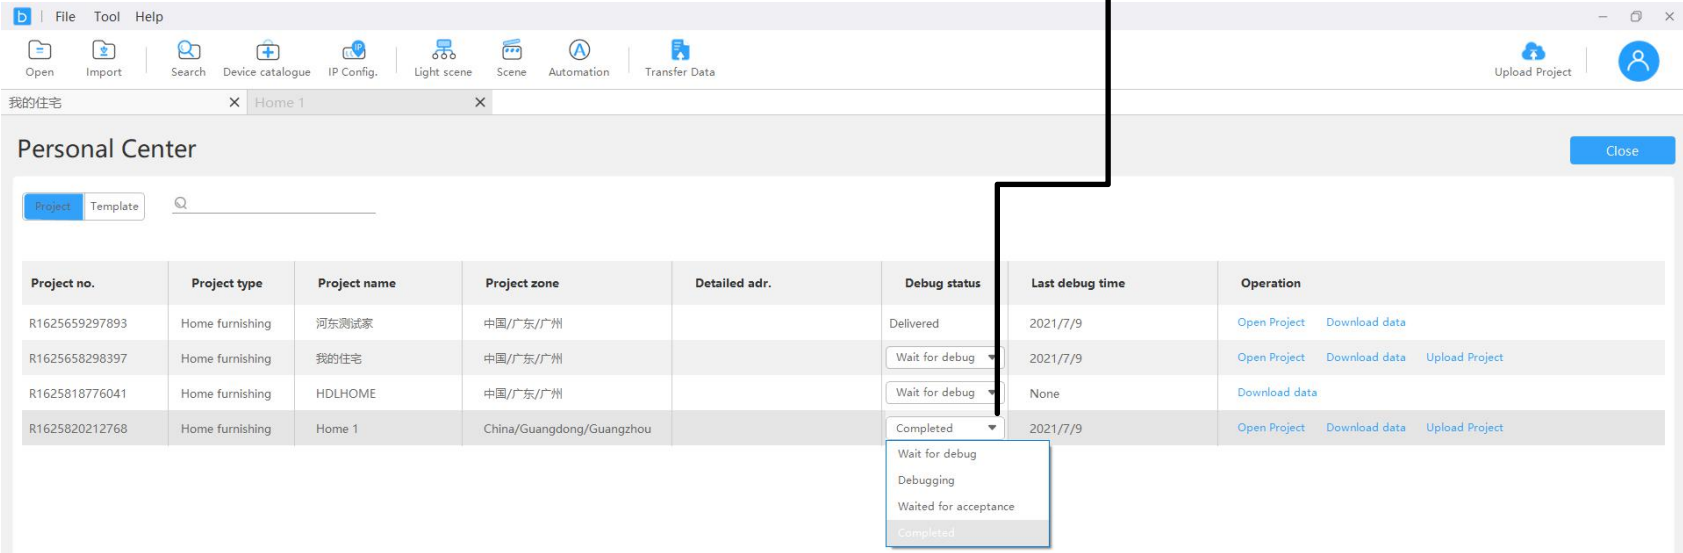 b File Tool Help
Open Import Search Device catalogue IP Config. Light scene Scene Automation Transfer Data Upload Project
我的住宅 Home 1
Personal Center Close
Project Template
Project no. Project type Project name Project zone Detailed adr. Debug status Last debug time Operation
R1625659297893 Home furnishing 河东测试家 中国/广东/广州 Delivered 2021/7/9 Open Project Download data
R1625658298397 Home furnishing 我的住宅 中国/广东/广州 Wait for debug 2021/7/9 Open Project Download data Upload Project
R1625818776041 Home furnishing HDLHOME 中国/广东/广州 Wait for debug None Download data
R1625820212768 Home furnishing Home 1 China/Guangdong/Guangzhou Completed 2021/7/9 Open Project Download data Upload Project
Wait for debug
Debugging
Waited for acceptance
Completed